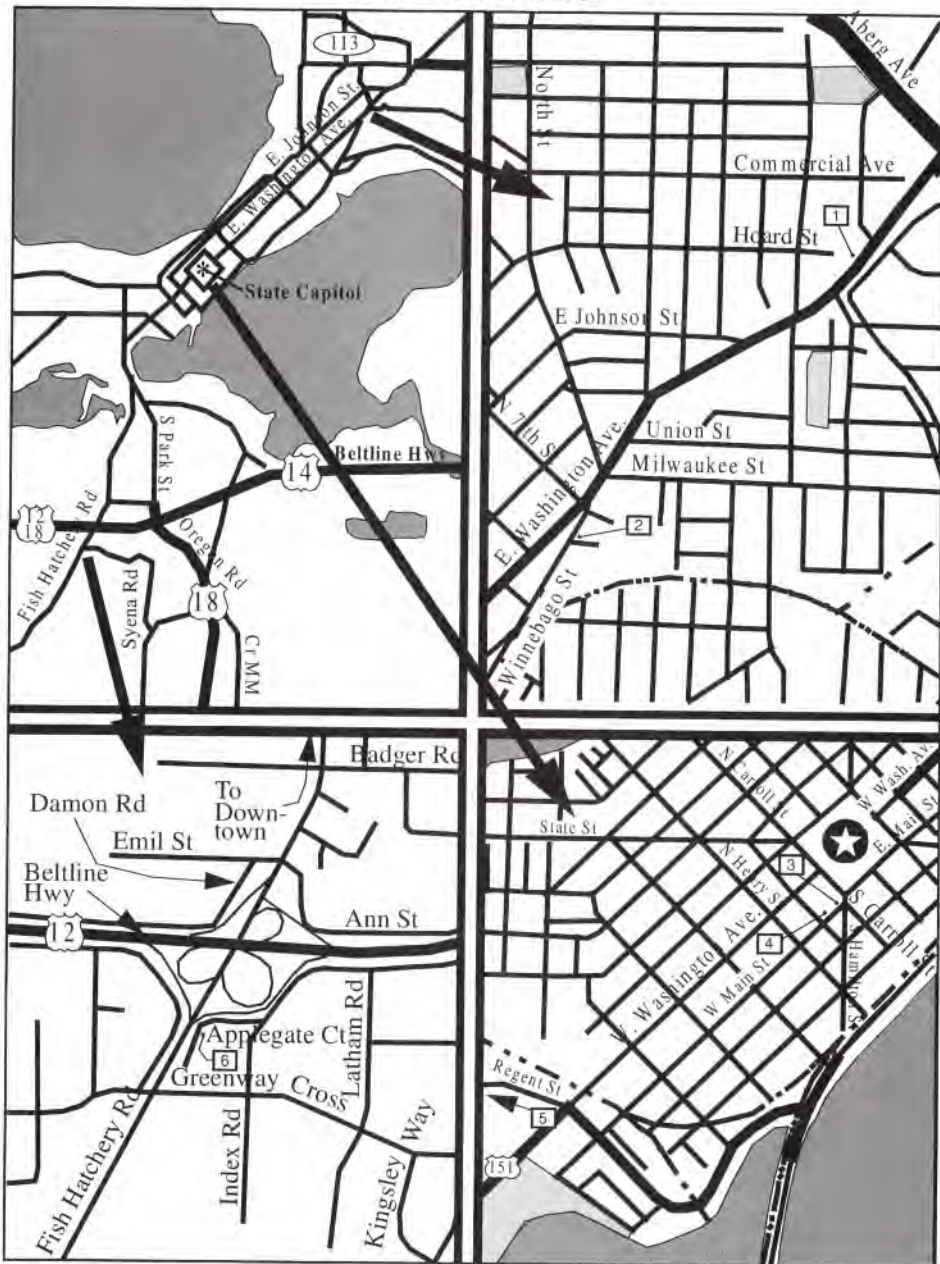 113
E. Johnson St.
E. Washington Ave.
*
State Capitol
S Park St
Beltline Hwy
14
12
18
Fish Hatchery Rd
Oregon Rd
18
Syena Rd
Cr MM
Aberg Ave
North St
Commercial Ave
1
Hoard St
E Johnson St
N 7th St
E. Washington Ave.
Union St
Milwaukee St
2
Winnebago St
Badger Rd
To
Down-
town
Damon Rd
Emil St
Beltline
Hwy
12
Ann St
Applegate Ct
6
Greenway
Cross
Latham Rd
Index Rd
Kingsley Way
Fish Hatchery Rd
State St
N Carroll St
W. Wash. Av.
E. Main St
3
N Henry S
S Carroll St
4
W. Washington Ave.
W. Main St
S Hamilton St
Regent St
5
151